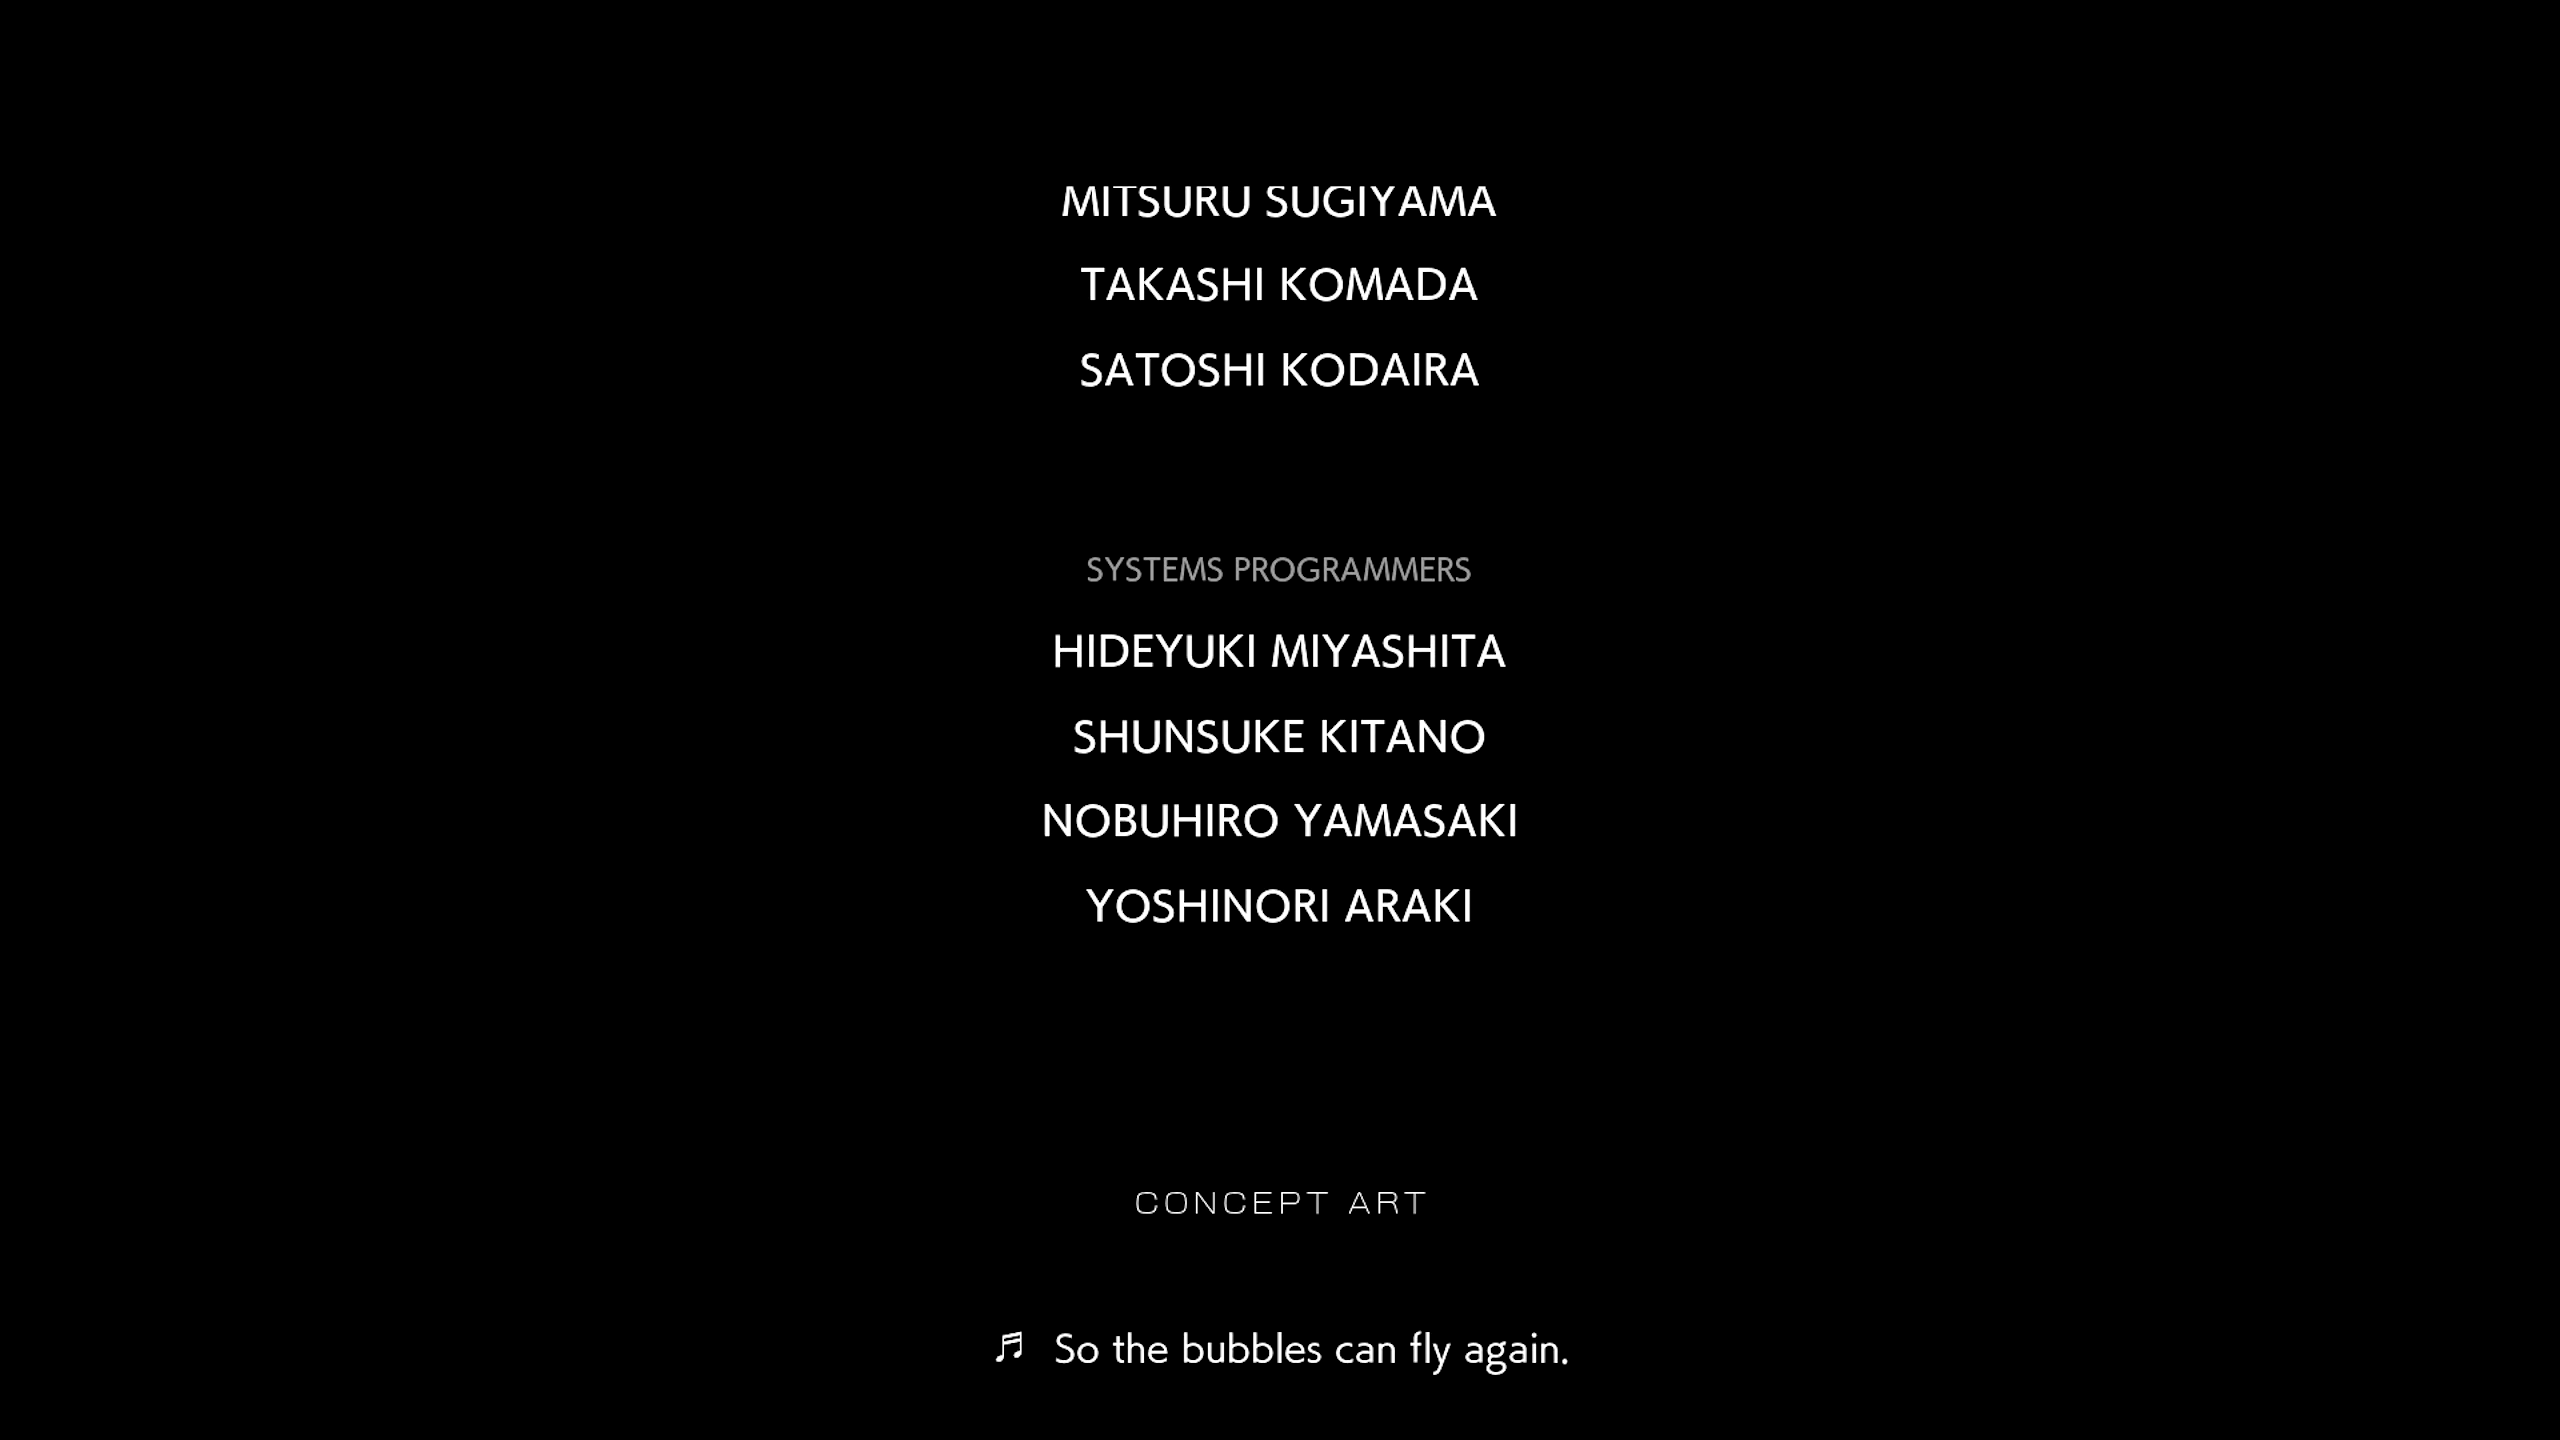 MITSURU SUGIYAMA
TAKASHI KOMADA
SATOSHI KODAIRA
SYSTEMS PROGRAMMERS
HIDEYUKI MIYASHITA
SHUNSUKE KITANO
NOBUHIRO YAMASAKI
YOSHINORI ARAKI
CONCEPT ART
♬ So the bubbles can fly again.